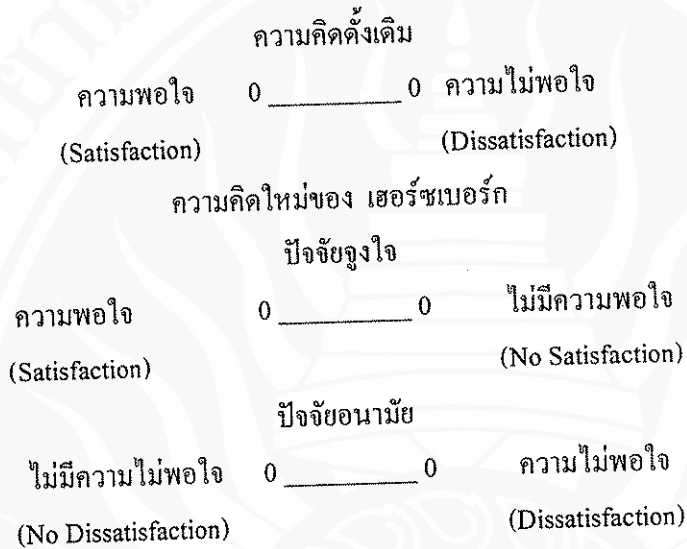 ความคิดดั้งเดิม
ความพอใจ 0 __________ 0 ความไม่พอใจ
(Satisfaction) (Dissatisfaction)
ความคิดใหม่ของ เฮอร์ซเบอร์ก
ปัจจัยจูงใจ
ความพอใจ 0 __________ 0 ไม่มีความพอใจ
(Satisfaction) (No Satisfaction)
ปัจจัยอนามัย
ไม่มีความไม่พอใจ 0 __________ 0 ความไม่พอใจ
(No Dissatisfaction) (Dissatisfaction)